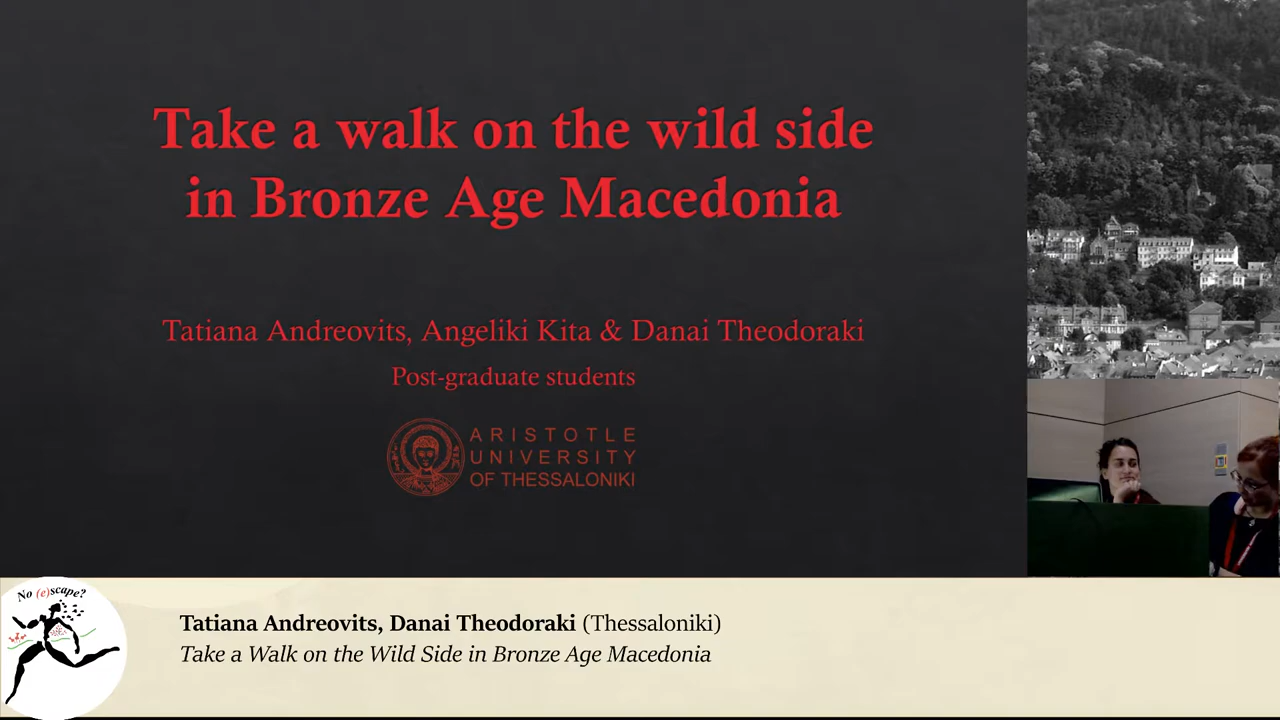 Take a walk on the wild side
in Bronze Age Macedonia
Tatiana Andreovits, Angeliki Kita & Danai Theodoraki
Post-graduate students
ARISTOTLE
UNIVERSITY
OF THESSALONIKI
No (e)scape?
Tatiana Andreovits, Danai Theodoraki (Thessaloniki)
Take a Walk on the Wild Side in Bronze Age Macedonia